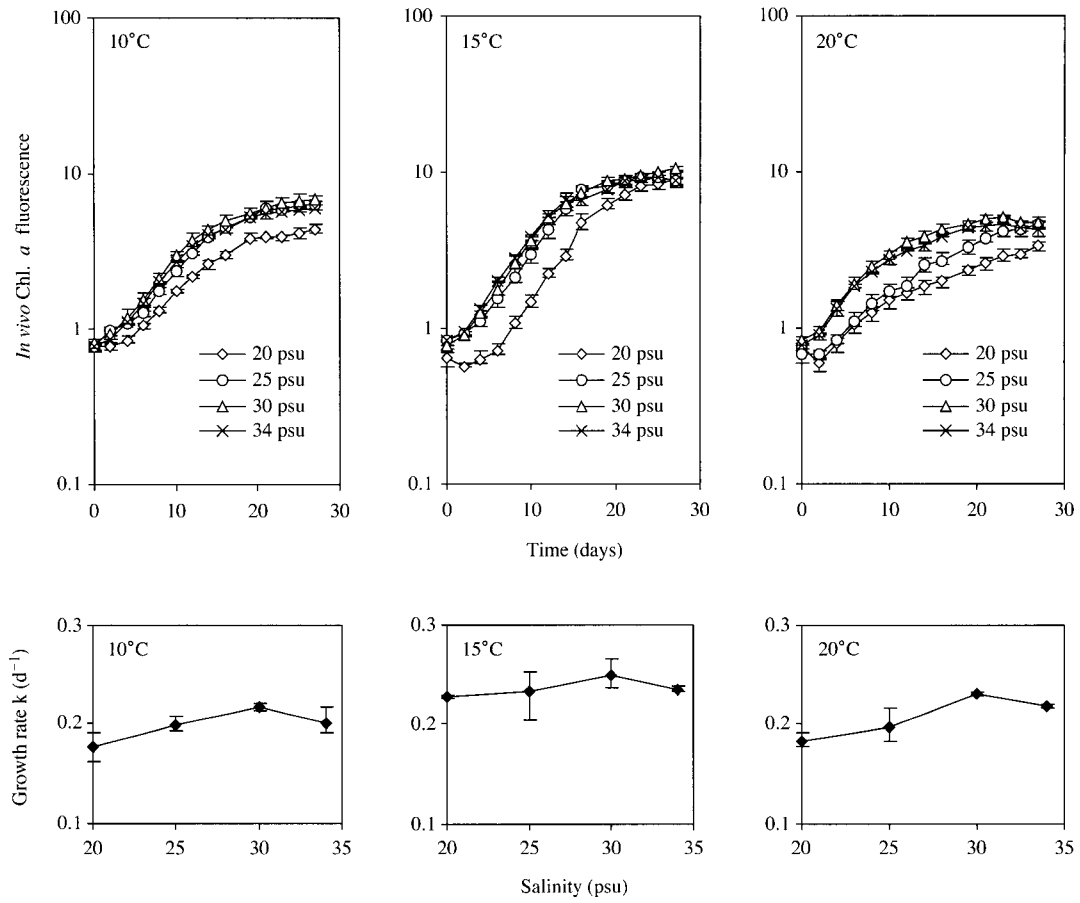 In vivo Chl. a fluorescence
100
10
1
0.1
10°C
20 psu
25 psu
30 psu
34 psu
0 10 20 30
100
10
1
0.1
15°C
20 psu
25 psu
30 psu
34 psu
0 10 20 30
100
10
1
0.1
20°C
20 psu
25 psu
30 psu
34 psu
0 10 20 30
Time (days)
Growth rate k (d⁻¹)
0.3
0.2
0.1
10°C
20 25 30 35
0.3
0.2
0.1
15°C
20 25 30 35
0.3
0.2
0.1
20°C
20 25 30 35
Salinity (psu)